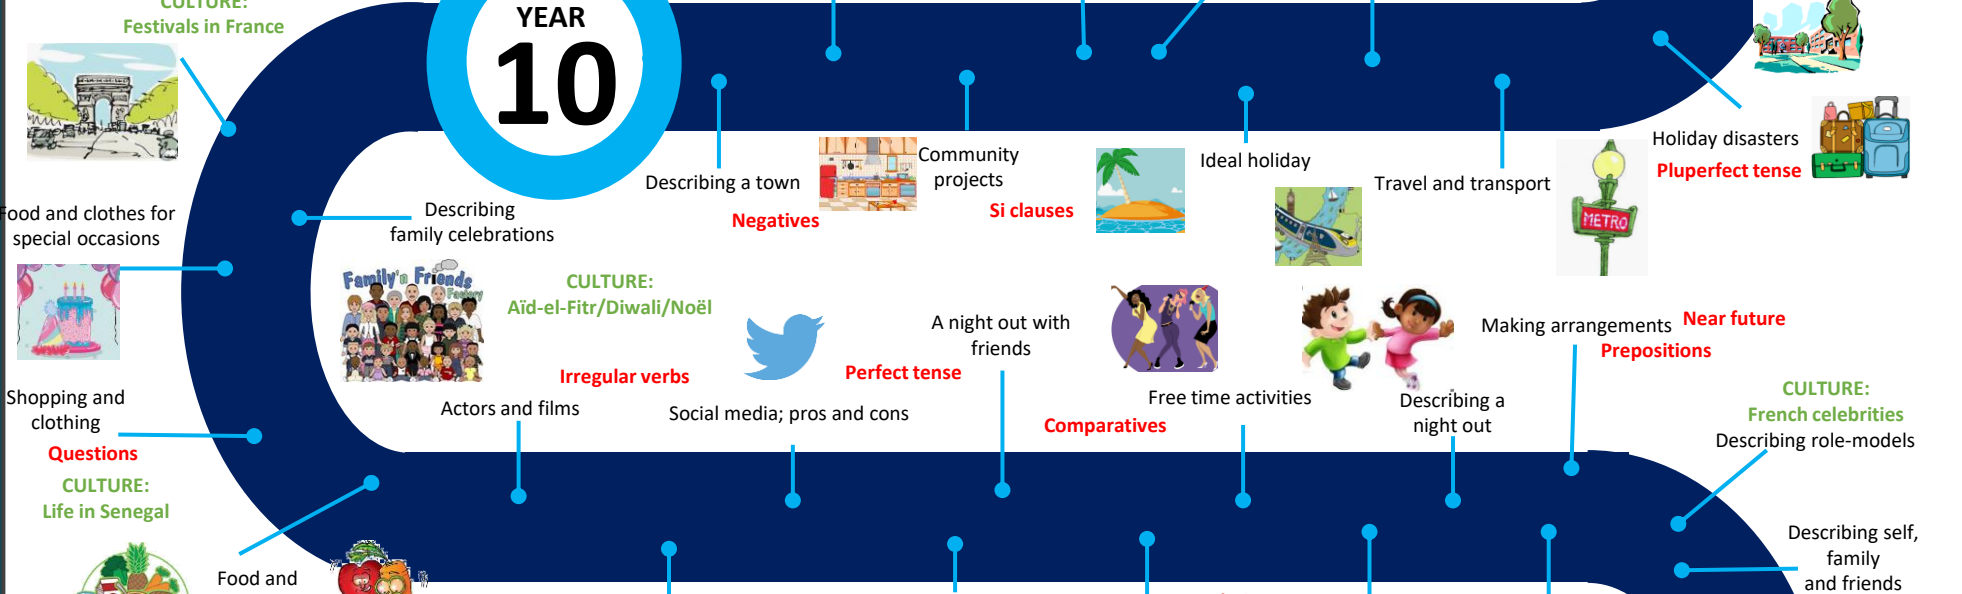 CULTURE:
Festivals in France
YEAR
10
Describing a town
Negatives
Community
projects
Si clauses
Ideal holiday
Travel and transport
METRO
Holiday disasters
Pluperfect tense
Food and clothes for
special occasions
Describing
family celebrations
Family'n Friends
Factory
CULTURE:
Aïd-el-Fitr/Diwali/Noël
Irregular verbs
Actors and films
Perfect tense
Social media; pros and cons
A night out with
friends
Comparatives
Free time activities
Describing a
night out
Making arrangements
Near future
Prepositions
CULTURE:
French celebrities
Describing role-models
Describing self,
family
and friends
Shopping and
clothing
Questions
CULTURE:
Life in Senegal
Food and